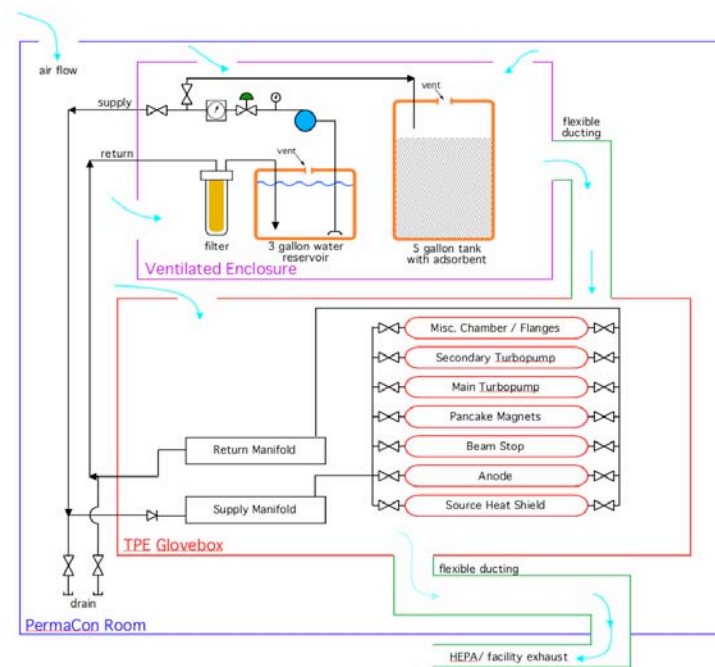 air flow
supply
return
vent
vent
flexible
ducting
filter
3 gallon water
reservoir
5 gallon tank
with adsorbent
Ventilated Enclosure
Misc. Chamber / Flanges
Secondary Turbopump
Main Turbopump
Pancake Magnets
Beam Stop
Anode
Source Heat Shield
Return Manifold
Supply Manifold
TPE Glovebox
flexible ducting
drain
PermaCon Room
HEPA/ facility exhaust